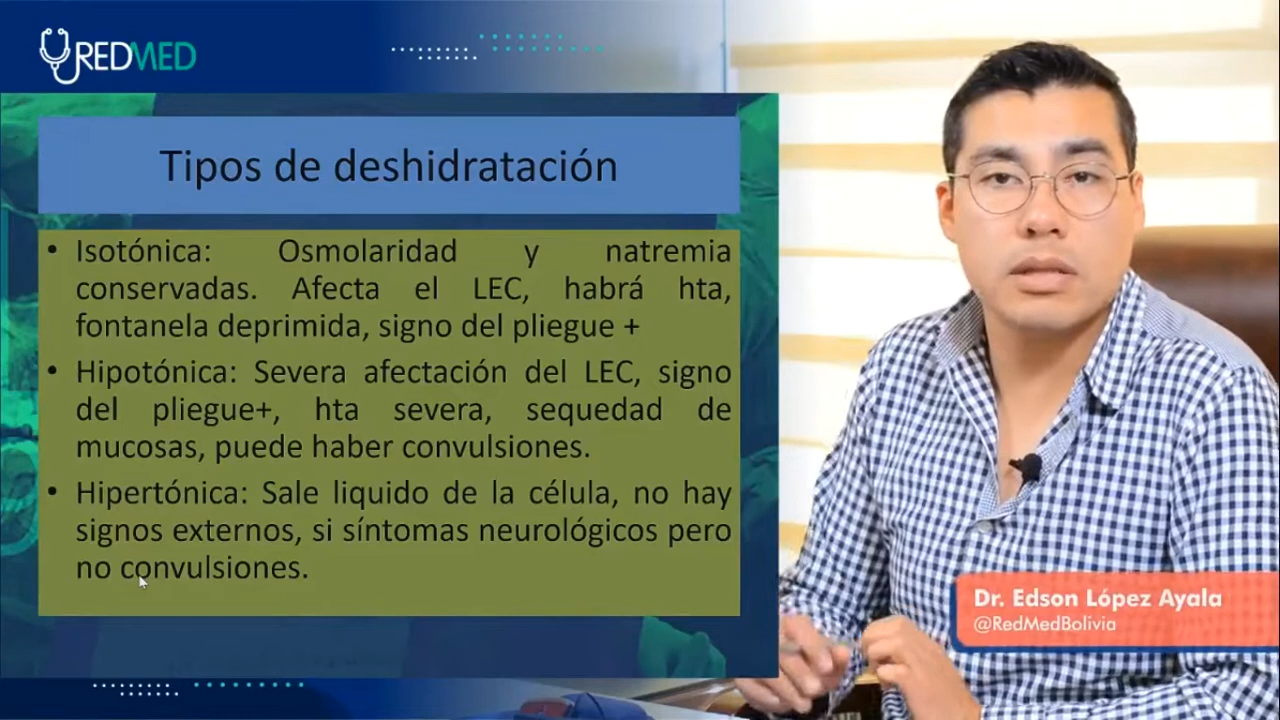 REDMED
Tipos de deshidratación
• Isotónica: Osmolaridad y natremia
conservadas. Afecta el LEC, habrá hta,
fontanela deprimida, signo del pliegue +
• Hipotónica: Severa afectación del LEC, signo
del pliegue+, hta severa, sequedad de
mucosas, puede haber convulsiones.
• Hipertónica: Sale liquido de la célula, no hay
signos externos, si síntomas neurológicos pero
no convulsiones.
Dr. Edson López Ayala
@RedMedBolivia